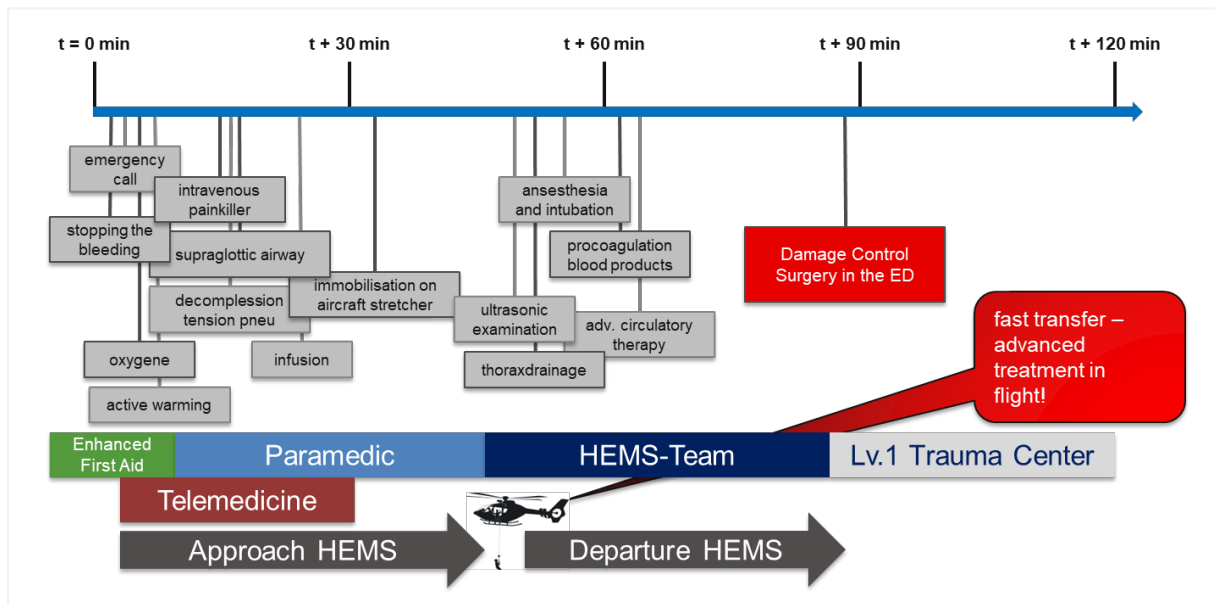 t = 0 min
t + 30 min
t + 60 min
t + 90 min
t + 120 min
emergency
call
stopping the
bleeding
intravenous
painkiller
supraglottic airway
decomplession
tension pneu
oxygene
active warming
infusion
immobilisation on
aircraft stretcher
ansesthesia
and intubation
procoagulation
blood products
ultrasonic
examination
adv. circulatory
therapy
thoraxdrainage
Damage Control
Surgery in the ED
fast transfer –
advanced
treatment in
flight!
Enhanced
First Aid
Paramedic
HEMS-Team
Lv.1 Trauma Center
Telemedicine
Approach HEMS
Departure HEMS